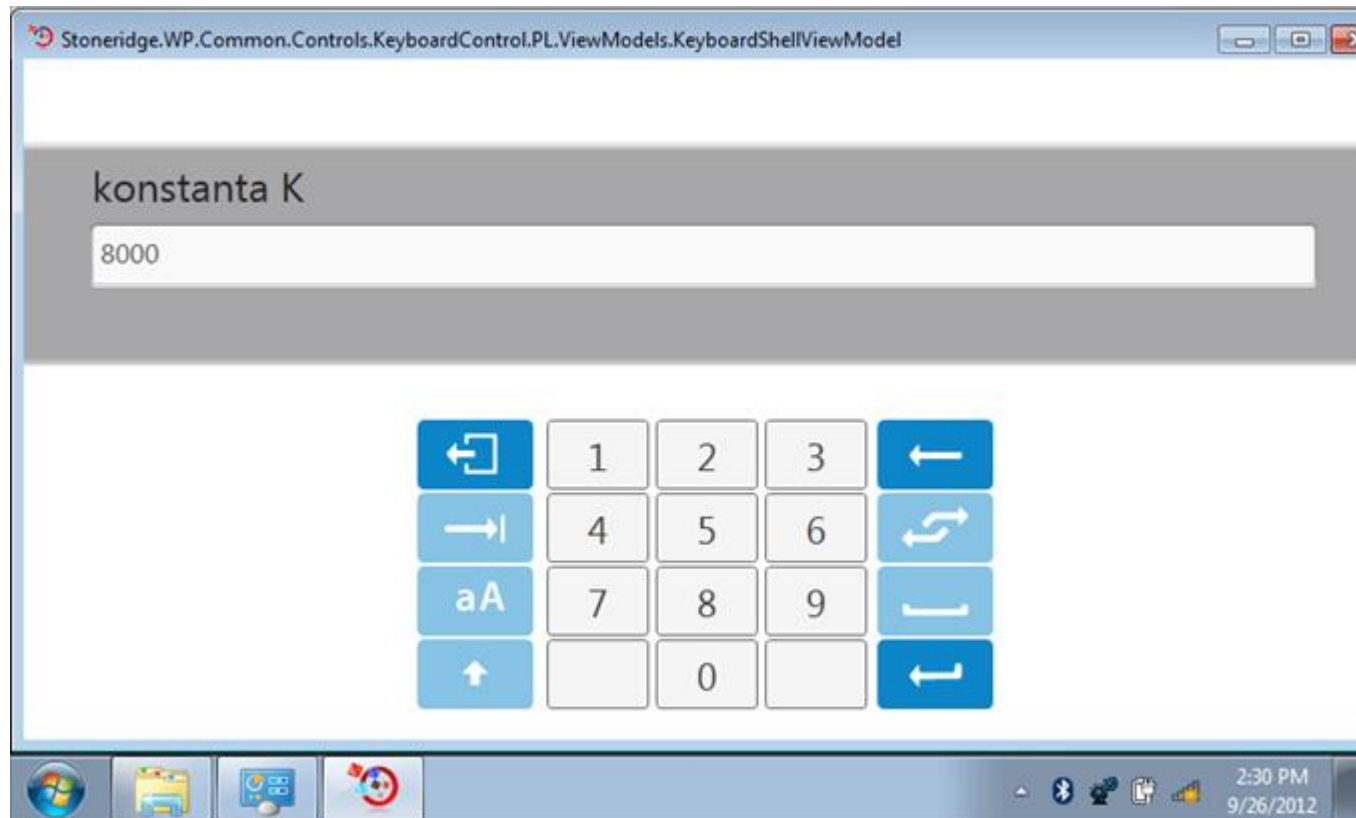 Stoneridge.WP.Common.Controls.KeyboardControl.PL.ViewModels.KeyboardShellViewModel
konstanta K
8000
1 2 3
4 5 6
aA 7 8 9
0
2:30 PM
9/26/2012